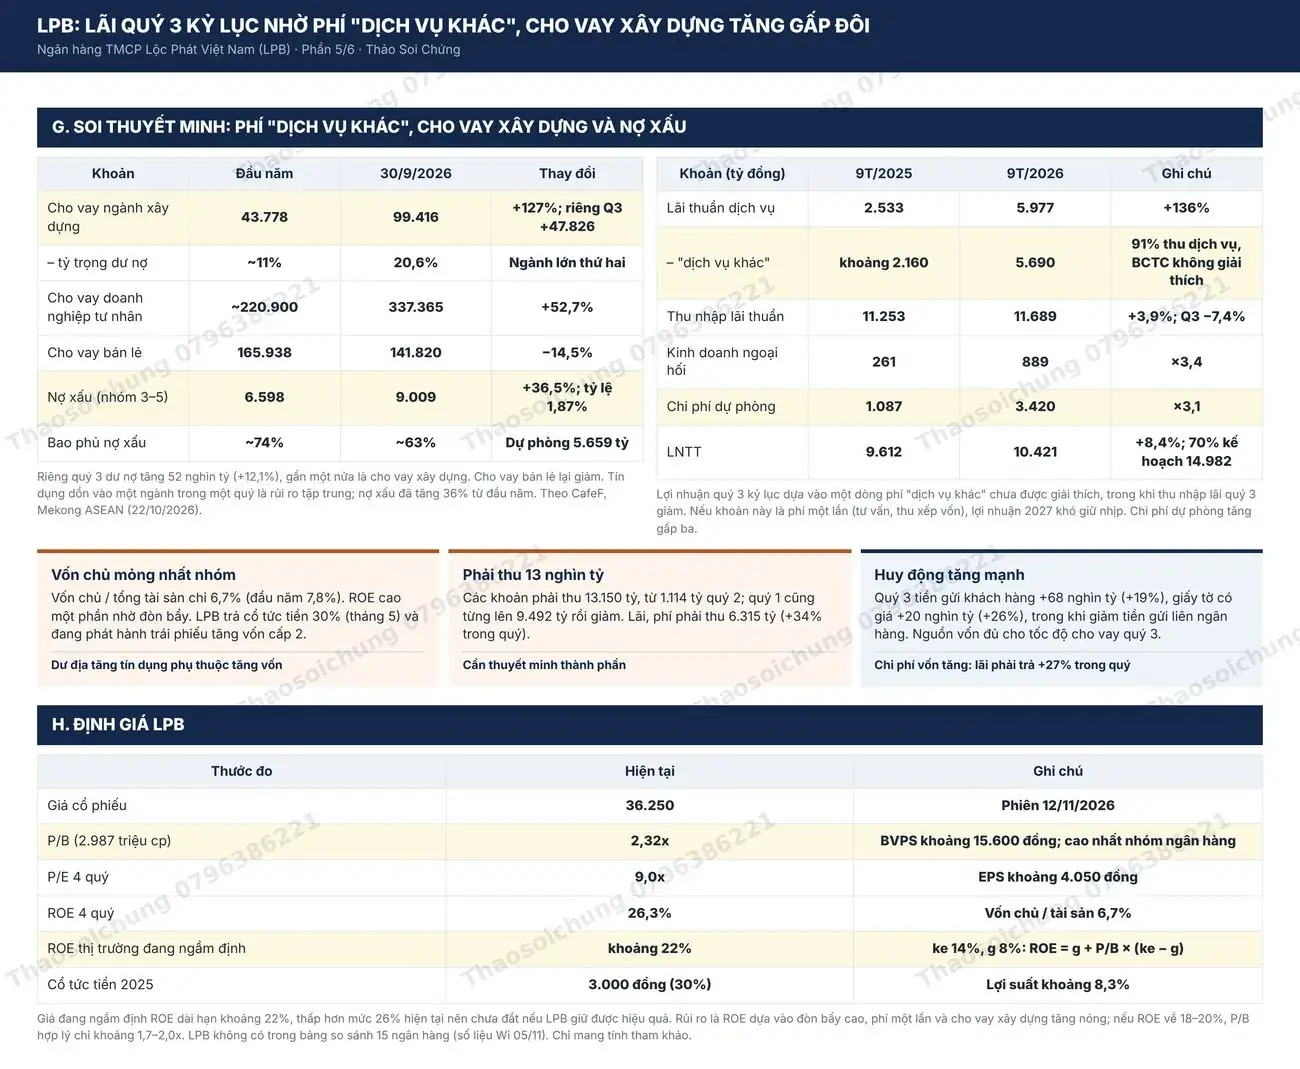 LPB: LÃI QUÝ 3 KỶ LỤC NHỜ PHÍ "DỊCH VỤ KHÁC", CHO VAY XÂY DỰNG TĂNG GẤP ĐÔI
Ngân hàng TMCP Lộc Phát Việt Nam (LPB) · Phần 5/6 · Thảo Soi Chứng
G. SOI THUYẾT MINH: PHÍ "DỊCH VỤ KHÁC", CHO VAY XÂY DỰNG VÀ NỢ XẤU
Khoản Đầu năm 30/9/2026 Thay đổi
Cho vay ngành xây dựng 43.778 99.416 +127%; riêng Q3 +47.826
– tỷ trọng dư nợ ~11% 20,6% Ngành lớn thứ hai
Cho vay doanh nghiệp tư nhân ~220.900 337.365 +52,7%
Cho vay bán lẻ 165.938 141.820 −14,5%
Nợ xấu (nhóm 3–5) 6.598 9.009 +36,5%; tỷ lệ 1,87%
Bao phủ nợ xấu ~74% ~63% Dự phòng 5.659 tỷ
Riêng quý 3 dư nợ tăng 52 nghìn tỷ (+12,1%), gần một nửa là cho vay xây dựng. Cho vay bán lẻ lại giảm. Tín
dụng dồn vào một ngành trong một quý là rủi ro tập trung; nợ xấu đã tăng 36% từ đầu năm. Theo CafeF,
Mekong ASEAN (22/10/2026).
Khoản (tỷ đồng) 9T/2025 9T/2026 Ghi chú
Lãi thuần dịch vụ 2.533 5.977 +136%
– "dịch vụ khác" khoảng 2.160 5.690 91% thu dịch vụ, BCTC không giải thích
Thu nhập lãi thuần 11.253 11.689 +3,9%; Q3 −7,4%
Kinh doanh ngoại hối 261 889 ×3,4
Chi phí dự phòng 1.087 3.420 ×3,1
LNTT 9.612 10.421 +8,4%; 70% kế hoạch 14.982
Lợi nhuận quý 3 kỷ lục dựa vào một dòng phí "dịch vụ khác" chưa được giải thích, trong khi thu nhập lãi quý 3
giảm. Nếu khoản này là phí một lần (tư vấn, thu xếp vốn), lợi nhuận 2027 khó giữ nhịp. Chi phí dự phòng tăng
gấp ba.
Vốn chủ mỏng nhất nhóm
Vốn chủ / tổng tài sản chỉ 6,7% (đầu năm 7,8%). ROE cao
một phần nhờ đòn bẩy. LPB trả cổ tức tiền 30% (tháng 5) và
đang phát hành trái phiếu tăng vốn cấp 2.
Dư địa tăng tín dụng phụ thuộc tăng vốn
Phải thu 13 nghìn tỷ
Các khoản phải thu 13.150 tỷ, từ 1.114 tỷ quý 2; quý 1 cũng
từng lên 9.492 tỷ rồi giảm. Lãi, phí phải thu 6.315 tỷ (+34%
trong quý).
Cần thuyết minh thành phần
Huy động tăng mạnh
Quý 3 tiền gửi khách hàng +68 nghìn tỷ (+19%), giấy tờ có
giá +20 nghìn tỷ (+26%), trong khi giảm tiền gửi liên ngân
hàng. Nguồn vốn đủ cho tốc độ cho vay quý 3.
Chi phí vốn tăng: lãi phải trả +27% trong quý
H. ĐỊNH GIÁ LPB
Thước đo Hiện tại Ghi chú
Giá cổ phiếu 36.250 Phiên 12/11/2026
P/B (2.987 triệu cp) 2,32x BVPS khoảng 15.600 đồng; cao nhất nhóm ngân hàng
P/E 4 quý 9,0x EPS khoảng 4.050 đồng
ROE 4 quý 26,3% Vốn chủ / tài sản 6,7%
ROE thị trường đang ngầm định khoảng 22% ke 14%, g 8%: ROE = g + P/B × (ke − g)
Cổ tức tiền 2025 3.000 đồng (30%) Lợi suất khoảng 8,3%
Giá đang ngầm định ROE dài hạn khoảng 22%, thấp hơn mức 26% hiện tại nên chưa đắt nếu LPB giữ được hiệu quả. Rủi ro là ROE dựa vào đòn bẩy cao, phí một lần và cho vay xây dựng tăng nóng; nếu ROE về 18–20%, P/B
hợp lý chỉ khoảng 1,7–2,0x. LPB không có trong bảng so sánh 15 ngân hàng (số liệu Wi 05/11). Chỉ mang tính tham khảo.
Thaosoichung 0796386221